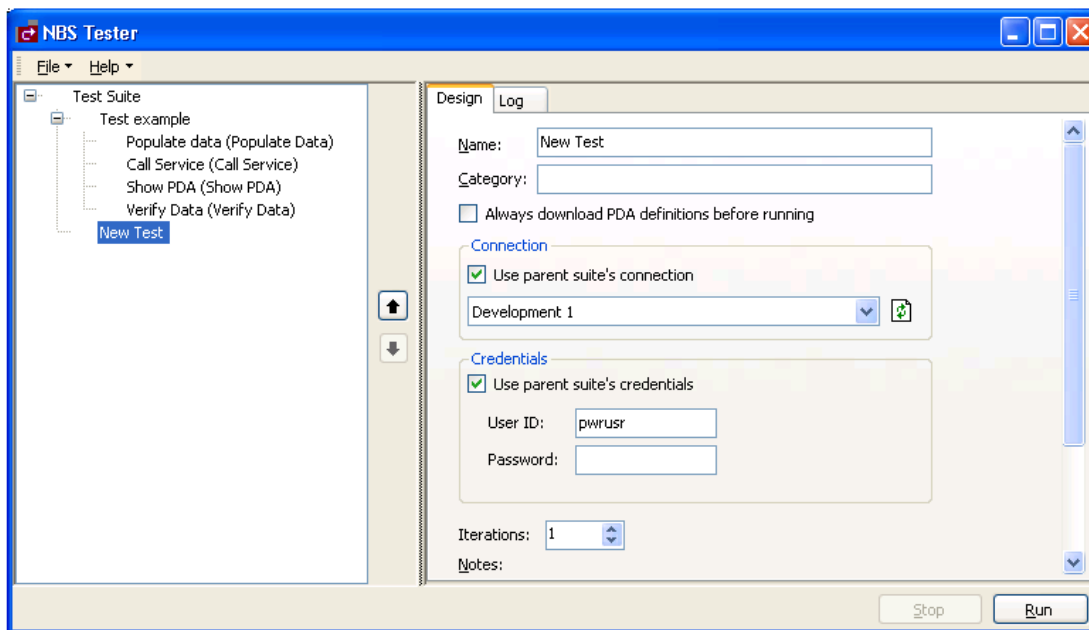 NBS Tester
File Help
Test Suite
Test example
Populate data (Populate Data)
Call Service (Call Service)
Show PDA (Show PDA)
Verify Data (Verify Data)
New Test
Design Log
Name: New Test
Category:
Always download PDA definitions before running
Connection
Use parent suite's connection
Development 1
Credentials
Use parent suite's credentials
User ID: pwrusr
Password:
Iterations: 1
Notes:
Stop Run